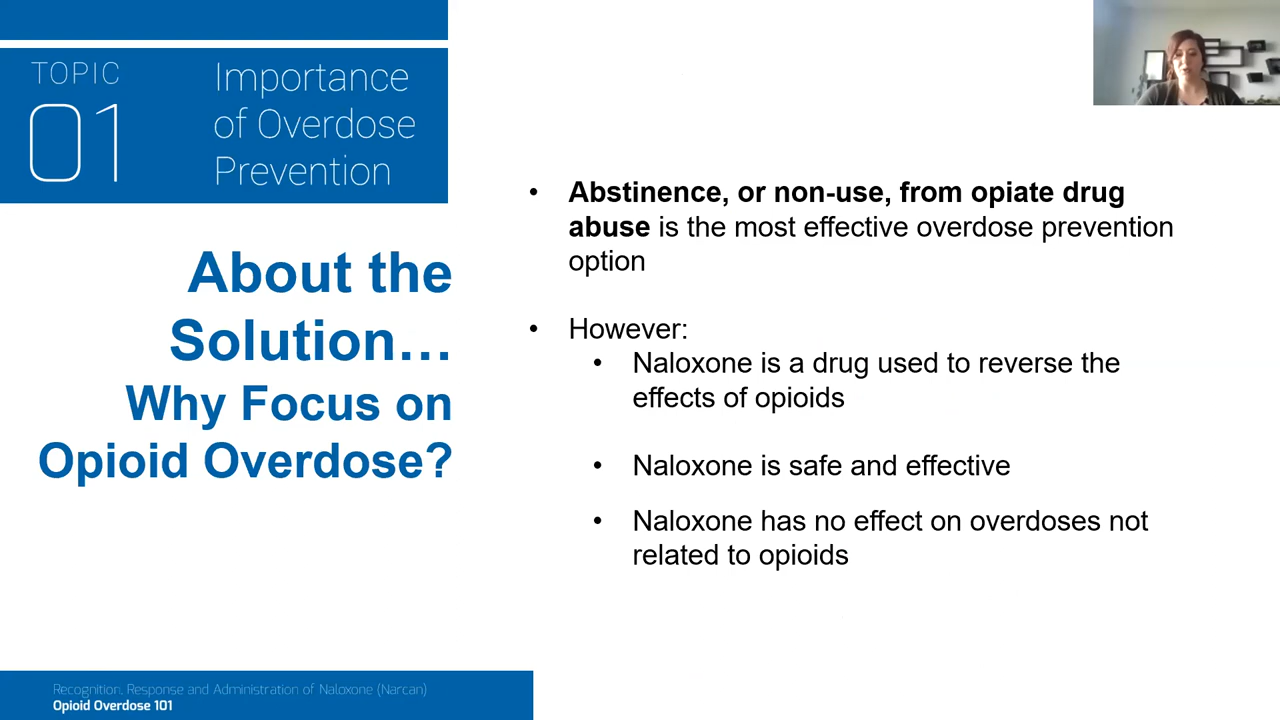 TOPIC
01
Importance
of Overdose
Prevention
About the
Solution…
Why Focus on
Opioid Overdose?
• Abstinence, or non-use, from opiate drug
abuse is the most effective overdose prevention
option
• However:
• Naloxone is a drug used to reverse the
effects of opioids
• Naloxone is safe and effective
• Naloxone has no effect on overdoses not
related to opioids
Recognition, Response and Administration of Naloxone (Narcan)
Opioid Overdose 101